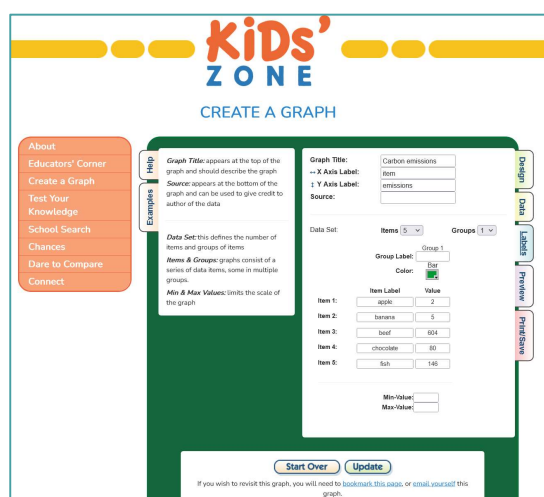 KiDS'
ZONE
CREATE A GRAPH
About
Educators' Corner
Create a Graph
Test Your
Knowledge
School Search
Chances
Dare to Compare
Connect
Help
Examples
Graph Title: appears at the top of
the graph and should describe the graph
Source: appears at the bottom of
the graph and can be used to give credit to
author of the data
Data Set: this defines the number of
items and groups of items
Items & Groups: graphs consist of a
series of data items, some in multiple
groups.
Min & Max Values: limits the scale of
the graph
Graph Title: Carbon emissions
↔ X Axis Label: item
↕ Y Axis Label: emissions
Source:
Data Set: Items 5 Groups 1
Group 1
Group Label:
Bar
Color:
Item Label Value
Item 1: apple 2
Item 2: banana 5
Item 3: beef 604
Item 4: chocolate 80
Item 5: fish 146
Min-Value:
Max-Value:
Design
Data
Labels
Preview
Print/Save
Start Over Update
If you wish to revisit this graph, you will need to bookmark this page, or email yourself this
graph.